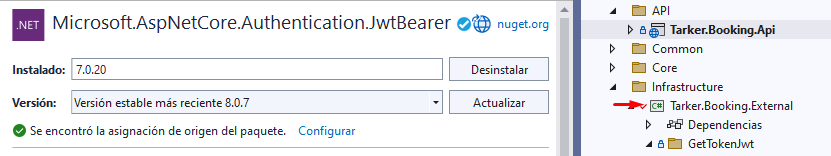 .NET Microsoft.AspNetCore.Authentication.JwtBearer nuget.org
Instalado: 7.0.20 Desinstalar
Versión: Versión estable más reciente 8.0.7 Actualizar
Se encontró la asignación de origen del paquete. Configurar
API
Tarker.Booking.Api
Common
Core
Infrastructure
C# Tarker.Booking.External
Dependencias
GetTokenJwt